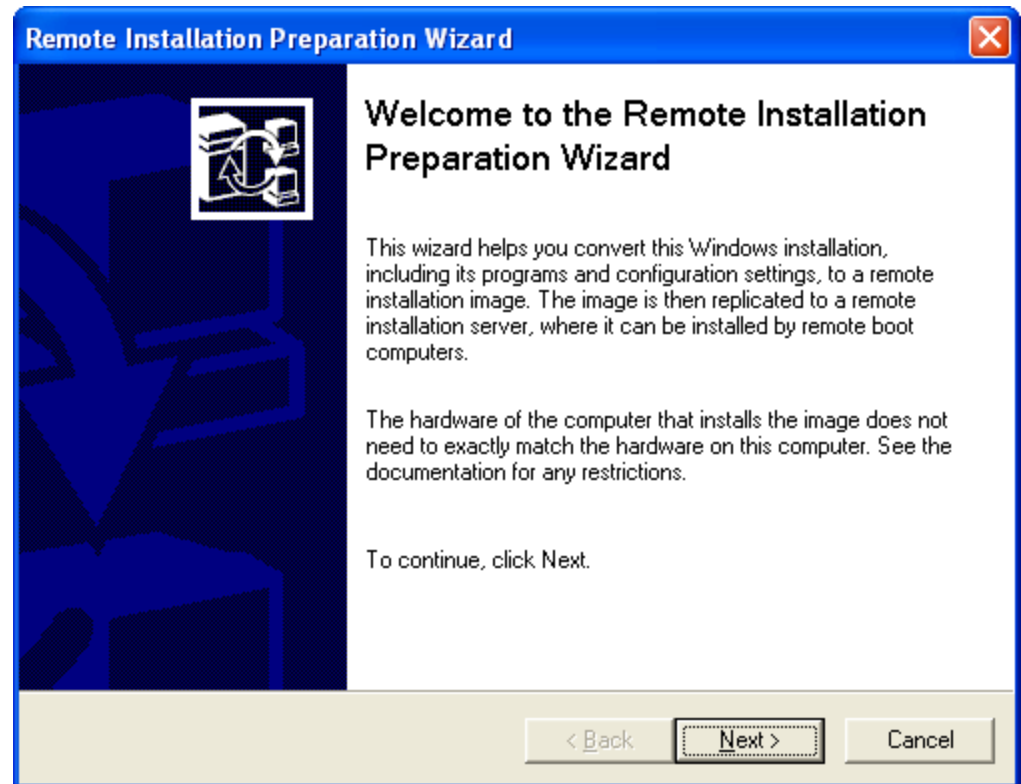 Remote Installation Preparation Wizard
Welcome to the Remote Installation
Preparation Wizard
This wizard helps you convert this Windows installation,
including its programs and configuration settings, to a remote
installation image. The image is then replicated to a remote
installation server, where it can be installed by remote boot
computers.
The hardware of the computer that installs the image does not
need to exactly match the hardware on this computer. See the
documentation for any restrictions.
To continue, click Next.
< Back
Next >
Cancel